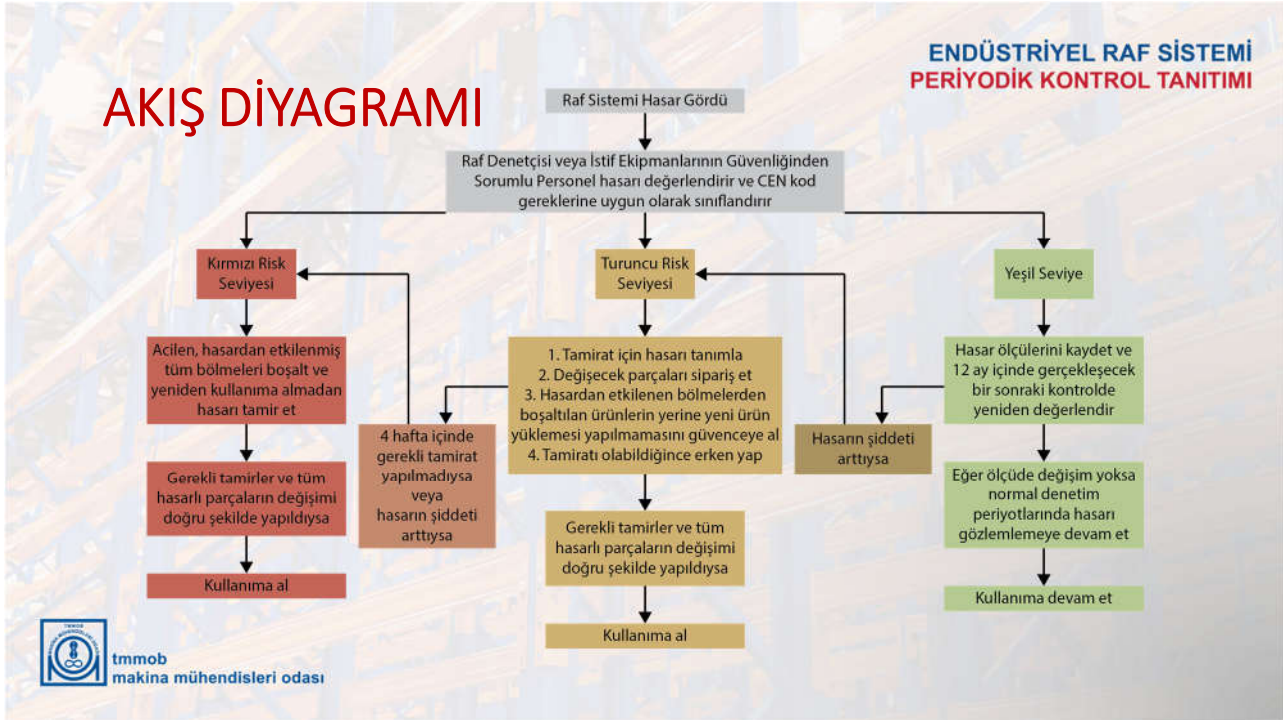 ENDÜSTRİYEL RAF SİSTEMİ
PERİYODİK KONTROL TANITIMI
AKIŞ DİYAGRAMI
Raf Sistemi Hasar Gördü
Raf Denetçisi veya İstif Ekipmanlarının Güvenliğinden
Sorumlu Personel hasarı değerlendirir ve CEN kod
gereklerine uygun olarak sınıflandırır
Kırmızı Risk
Seviyesi
Acilen, hasardan etkilenmiş
tüm bölmeleri boşalt ve
yeniden kullanıma almadan
hasarı tamir et
Gerekli tamirler ve tüm
hasarlı parçaların değişimi
doğru şekilde yapıldıysa
Kullanıma al
4 hafta içinde
gerekli tamirat
yapılmadıysa
veya
hasarın şiddeti
arttıysa
Turuncu Risk
Seviyesi
1. Tamirat için hasarı tanımla
2. Değişecek parçaları sipariş et
3. Hasardan etkilenen bölmelerden
boşaltılan ürünlerin yerine yeni ürün
yüklemesi yapılmamasını güvenceye al
4. Tamiratı olabildiğince erken yap
Gerekli tamirler ve tüm
hasarlı parçaların değişimi
doğru şekilde yapıldıysa
Kullanıma al
Hasarın şiddeti
arttıysa
Yeşil Seviye
Hasar ölçülerini kaydet ve
12 ay içinde gerçekleşecek
bir sonraki kontrolde
yeniden değerlendir
Eğer ölçüde değişim yoksa
normal denetim
periyotlarında hasarı
gözlemlemeye devam et
Kullanıma devam et
TMMOB
tmmob
makina mühendisleri odası